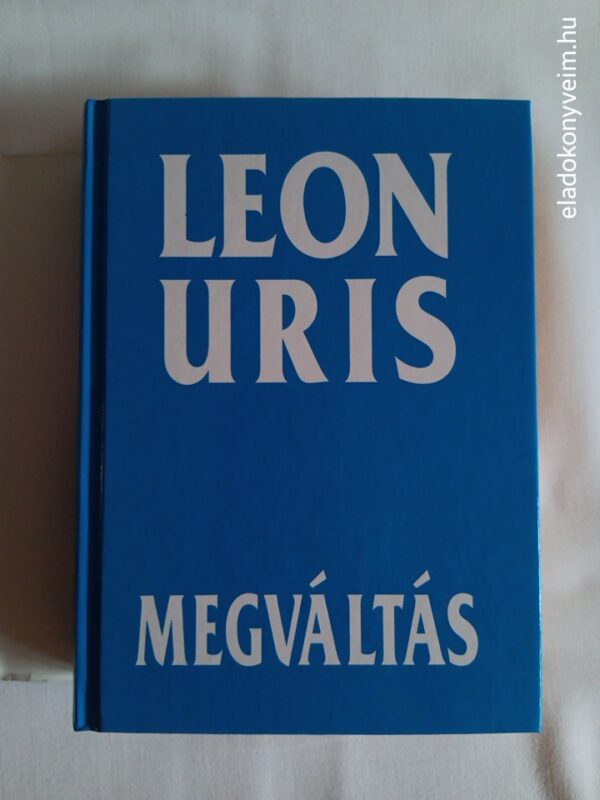 eladokonyveim.hu
LEON
URIS
MEGVÁLTÁS